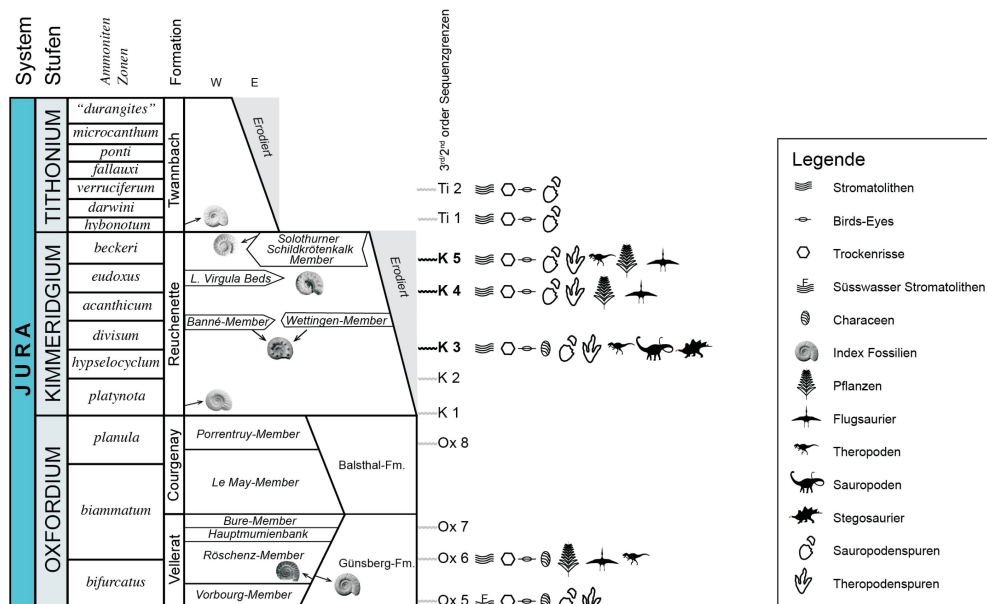 System
Stufen
Ammoniten
Zonen
Formation
W
E
3rd/2nd order Sequenzgrenzen
JURA
TITHONIUM
KIMMERIDGIUM
OXFORDIUM
"durangites"
microcanthum
ponti
fallauxi
verruciferum
darwini
hybonotum
beckeri
eudoxus
acanthicum
divisum
hypselocyclum
platynota
planula
biammatum
bifurcatus
Twannbach
Reuchenette
Courgenay
Vellerat
Erodiert
Solothurner
Schildkrötenkalk
Member
L. Virgula Beds
Erodiert
Banné-Member
Wettingen-Member
Porrentruy-Member
Le May-Member
Balsthal-Fm.
Bure-Member
Hauptmumienbank
Röschenz-Member
Günsberg-Fm.
Vorbourg-Member
Ti 2
Ti 1
K 5
K 4
K 3
K 2
K 1
Ox 8
Ox 7
Ox 6
Ox 5
F
Legende
Stromatolithen
Birds-Eyes
Trockenrisse
F
Süsswasser Stromatolithen
Characeen
Index Fossilien
Pflanzen
Flugsaurier
Theropoden
Sauropoden
Stegosaurier
Sauropodenspuren
Theropodenspuren